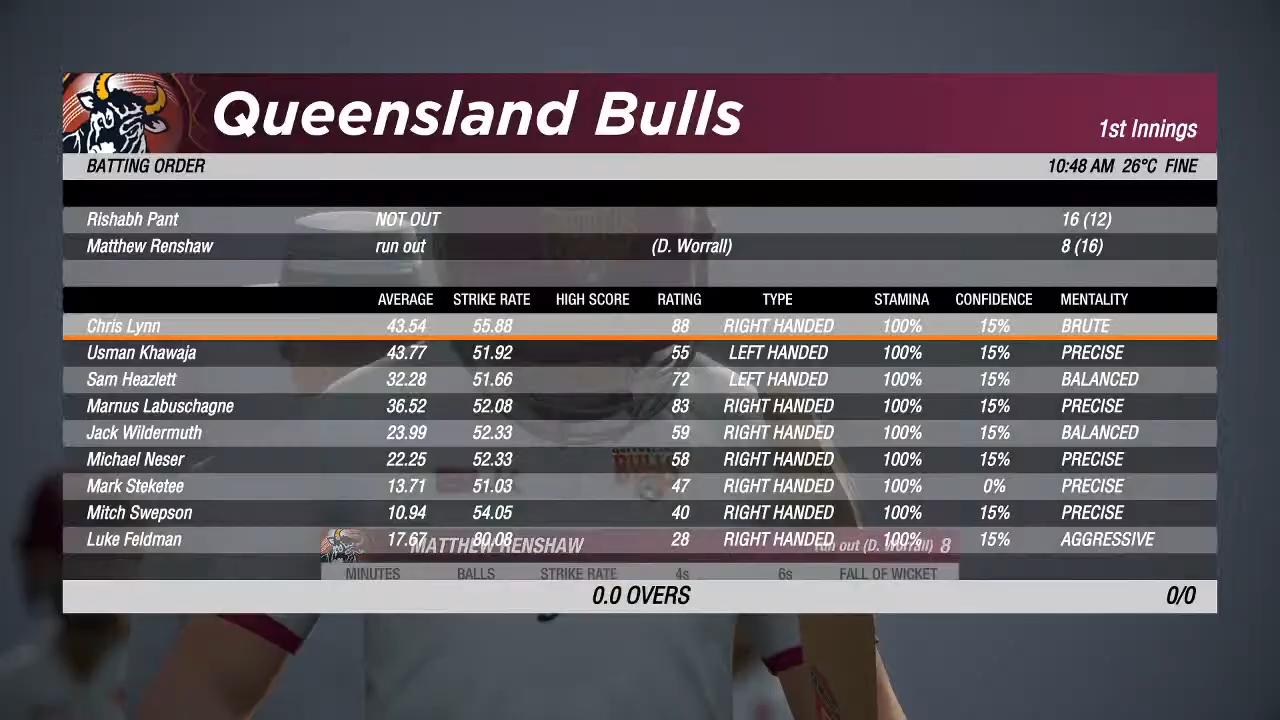 Queensland Bulls
1st Innings
BATTING ORDER 10:48 AM 26°C FINE
Rishabh Pant NOT OUT 16 (12)
Matthew Renshaw run out (D. Worrall) 8 (16)
AVERAGE STRIKE RATE HIGH SCORE RATING TYPE STAMINA CONFIDENCE MENTALITY
Chris Lynn 43.54 55.88 88 RIGHT HANDED 100% 15% BRUTE
Usman Khawaja 43.77 51.92 55 LEFT HANDED 100% 15% PRECISE
Sam Heazlett 32.28 51.66 72 LEFT HANDED 100% 15% BALANCED
Marnus Labuschagne 36.52 52.08 83 RIGHT HANDED 100% 15% PRECISE
Jack Wildermuth 23.99 52.33 59 RIGHT HANDED 100% 15% BALANCED
Michael Neser 22.25 52.33 58 RIGHT HANDED 100% 15% PRECISE
BULLS
Mark Steketee 13.71 51.03 47 RIGHT HANDED 100% 0% PRECISE
Mitch Swepson 10.94 54.05 40 RIGHT HANDED 100% 15% PRECISE
Luke Feldman 17.67 80.08 28 RIGHT HANDED 100% 15% AGGRESSIVE
MATTHEW RENSHAW run out (D. Worrall) 8
MINUTES BALLS STRIKE RATE 4s 6s FALL OF WICKET
0.0 OVERS 0/0